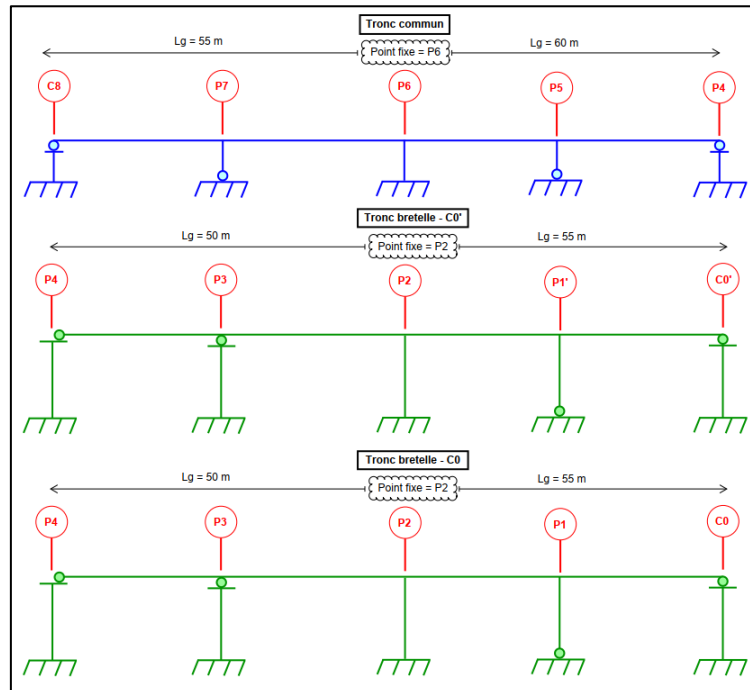 Tronc commun
Lg = 55 m
Point fixe = P6
Lg = 60 m
C8
P7
P6
P5
P4
Tronc bretelle - C0'
Lg = 50 m
Point fixe = P2
Lg = 55 m
P4
P3
P2
P1'
C0'
Tronc bretelle - C0
Lg = 50 m
Point fixe = P2
Lg = 55 m
P4
P3
P2
P1
C0